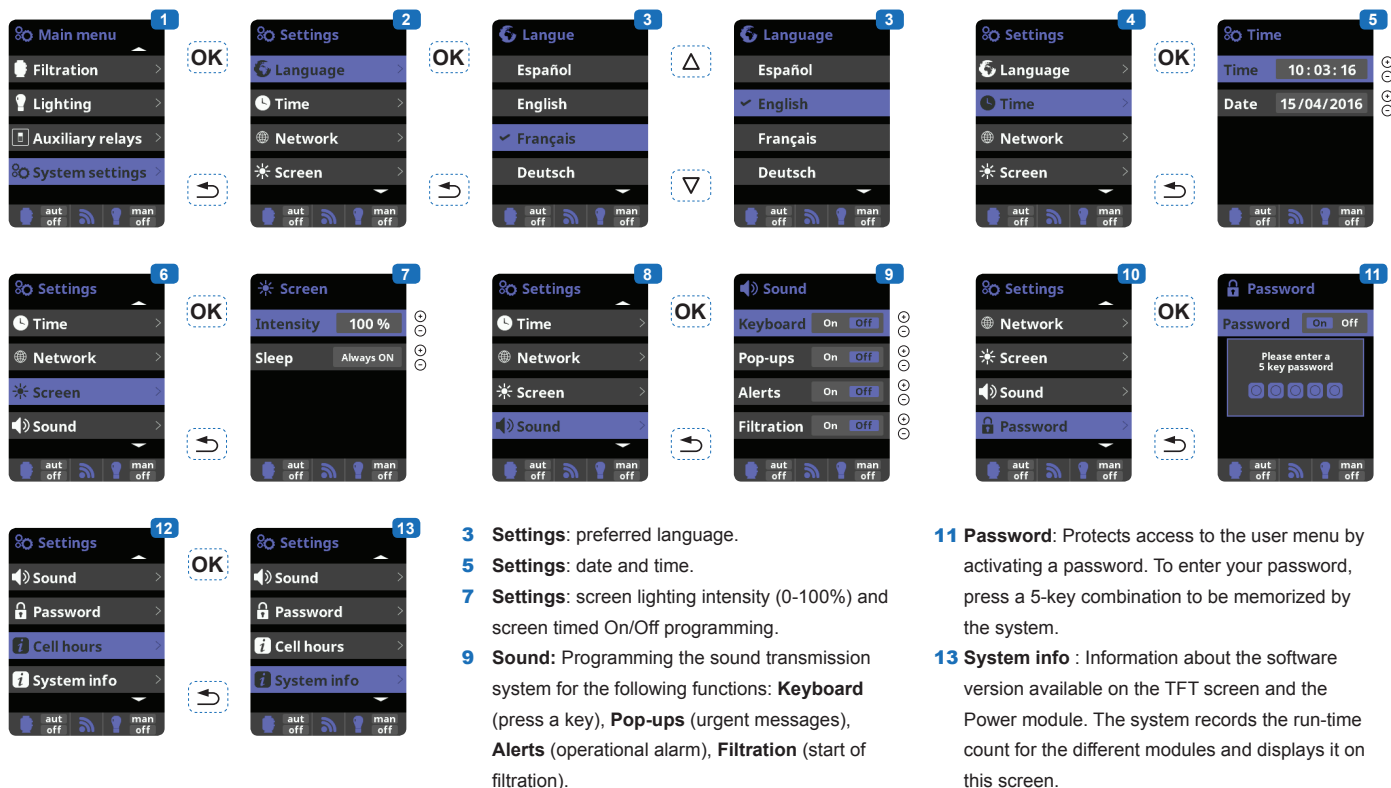 1
Main menu
Filtration
Lighting
Auxiliary relays
System settings
aut off man off
OK
2
Settings
Language
Time
Network
Screen
aut off man off
OK
3
Langue
Español
English
Français
Deutsch
aut off man off
3
Language
Español
English
Français
Deutsch
aut off man off
4
Settings
Language
Time
Network
Screen
aut off man off
OK
5
Time
Time 10:03:16
Date 15/04/2016
aut off man off
6
Settings
Time
Network
Screen
Sound
aut off man off
OK
7
Screen
Intensity 100 %
Sleep Always ON
aut off man off
8
Settings
Time
Network
Screen
Sound
aut off man off
OK
9
Sound
Keyboard On Off
Pop-ups On Off
Alerts On Off
Filtration On Off
aut off man off
10
Settings
Network
Screen
Sound
Password
aut off man off
OK
11
Password
Password On Off
Please enter a
5 key password
aut off man off
12
Settings
Sound
Password
Cell hours
System info
aut off man off
OK
13
Settings
Sound
Password
Cell hours
System info
aut off man off
3 Settings: preferred language.
5 Settings: date and time.
7 Settings: screen lighting intensity (0-100%) and
screen timed On/Off programming.
9 Sound: Programming the sound transmission
system for the following functions: Keyboard
(press a key), Pop-ups (urgent messages),
Alerts (operational alarm), Filtration (start of
filtration).
11 Password: Protects access to the user menu by
activating a password. To enter your password,
press a 5-key combination to be memorized by
the system.
13 System info : Information about the software
version available on the TFT screen and the
Power module. The system records the run-time
count for the different modules and displays it on
this screen.